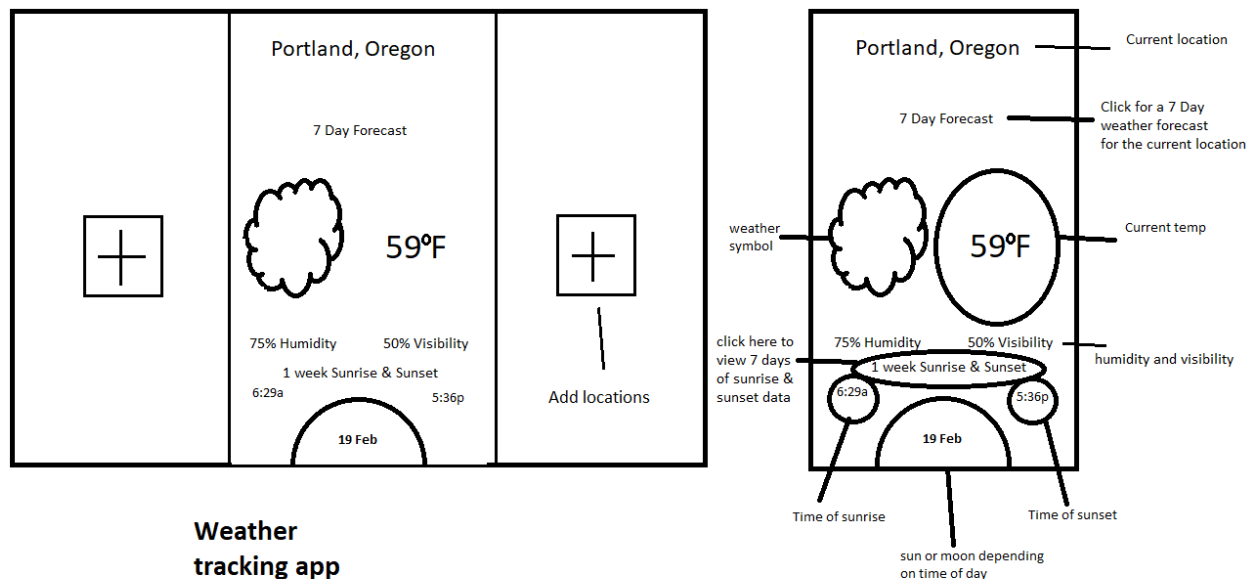 Portland, Oregon
7 Day Forecast
59°F
75% Humidity 50% Visibility
1 week Sunrise & Sunset
6:29a 5:36p
19 Feb
Add locations
Weather
tracking app
Portland, Oregon
Current location
7 Day Forecast
Click for a 7 Day
weather forecast
for the current location
weather
symbol
59°F
Current temp
75% Humidity 50% Visibility
humidity and visibility
click here to
view 7 days
of sunrise &
sunset data
1 week Sunrise & Sunset
6:29a 5:36p
19 Feb
Time of sunrise
Time of sunset
sun or moon depending
on time of day